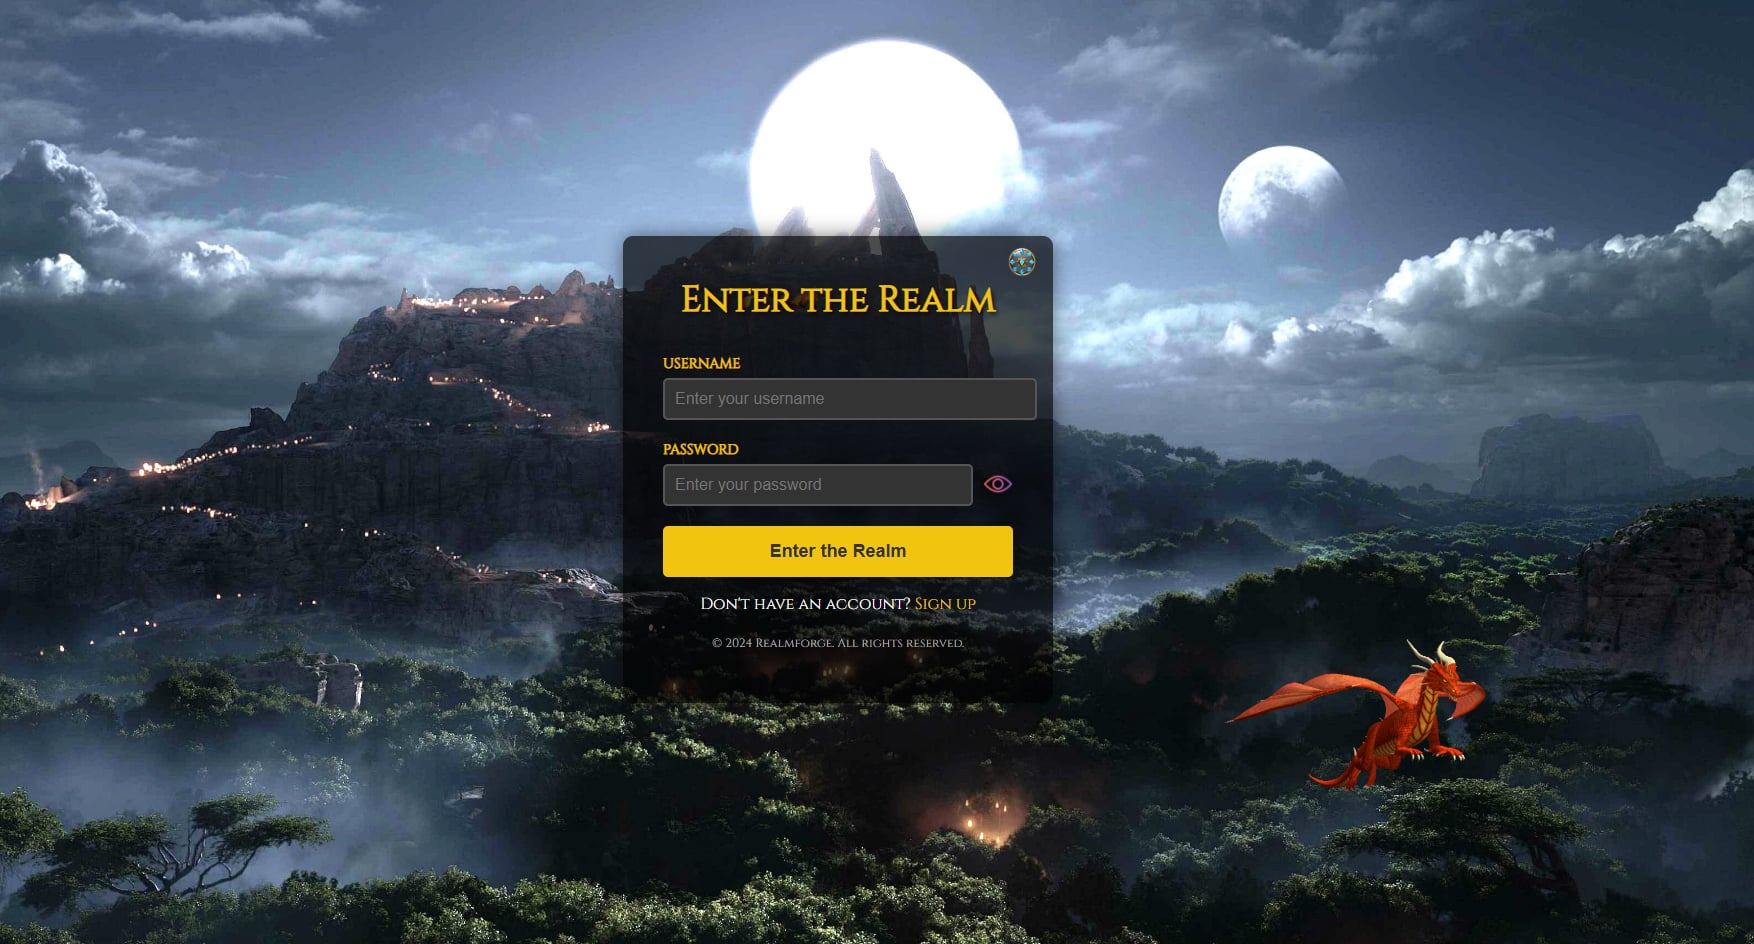 Enter the Realm
Username
Enter your username
Password
Enter your password
Enter the Realm
Don't have an account? Sign up
© 2024 Realmforge. All rights reserved.